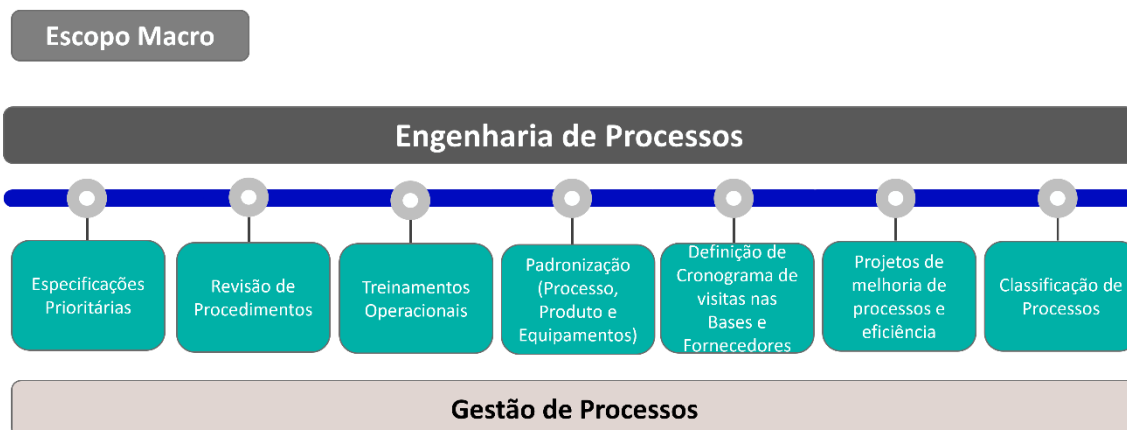 Escopo Macro
Engenharia de Processos
Especificações
Prioritárias
Revisão de
Procedimentos
Treinamentos
Operacionais
Padronização
(Processo,
Produto e
Equipamentos)
Definição de
Cronograma de
visitas nas
Bases e
Fornecedores
Projetos de
melhoria de
processos e
eficiência
Classificação de
Processos
Gestão de Processos